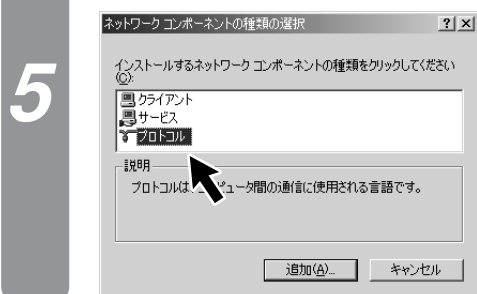 5
ネットワーク コンポーネントの種類の選択
インストールするネットワーク コンポーネントの種類をクリックしてください
(C):
クライアント
サービス
プロトコル
説明
プロトコルは、 ピュータ間の通信に使用される言語です。
追加(A)...
キャンセル